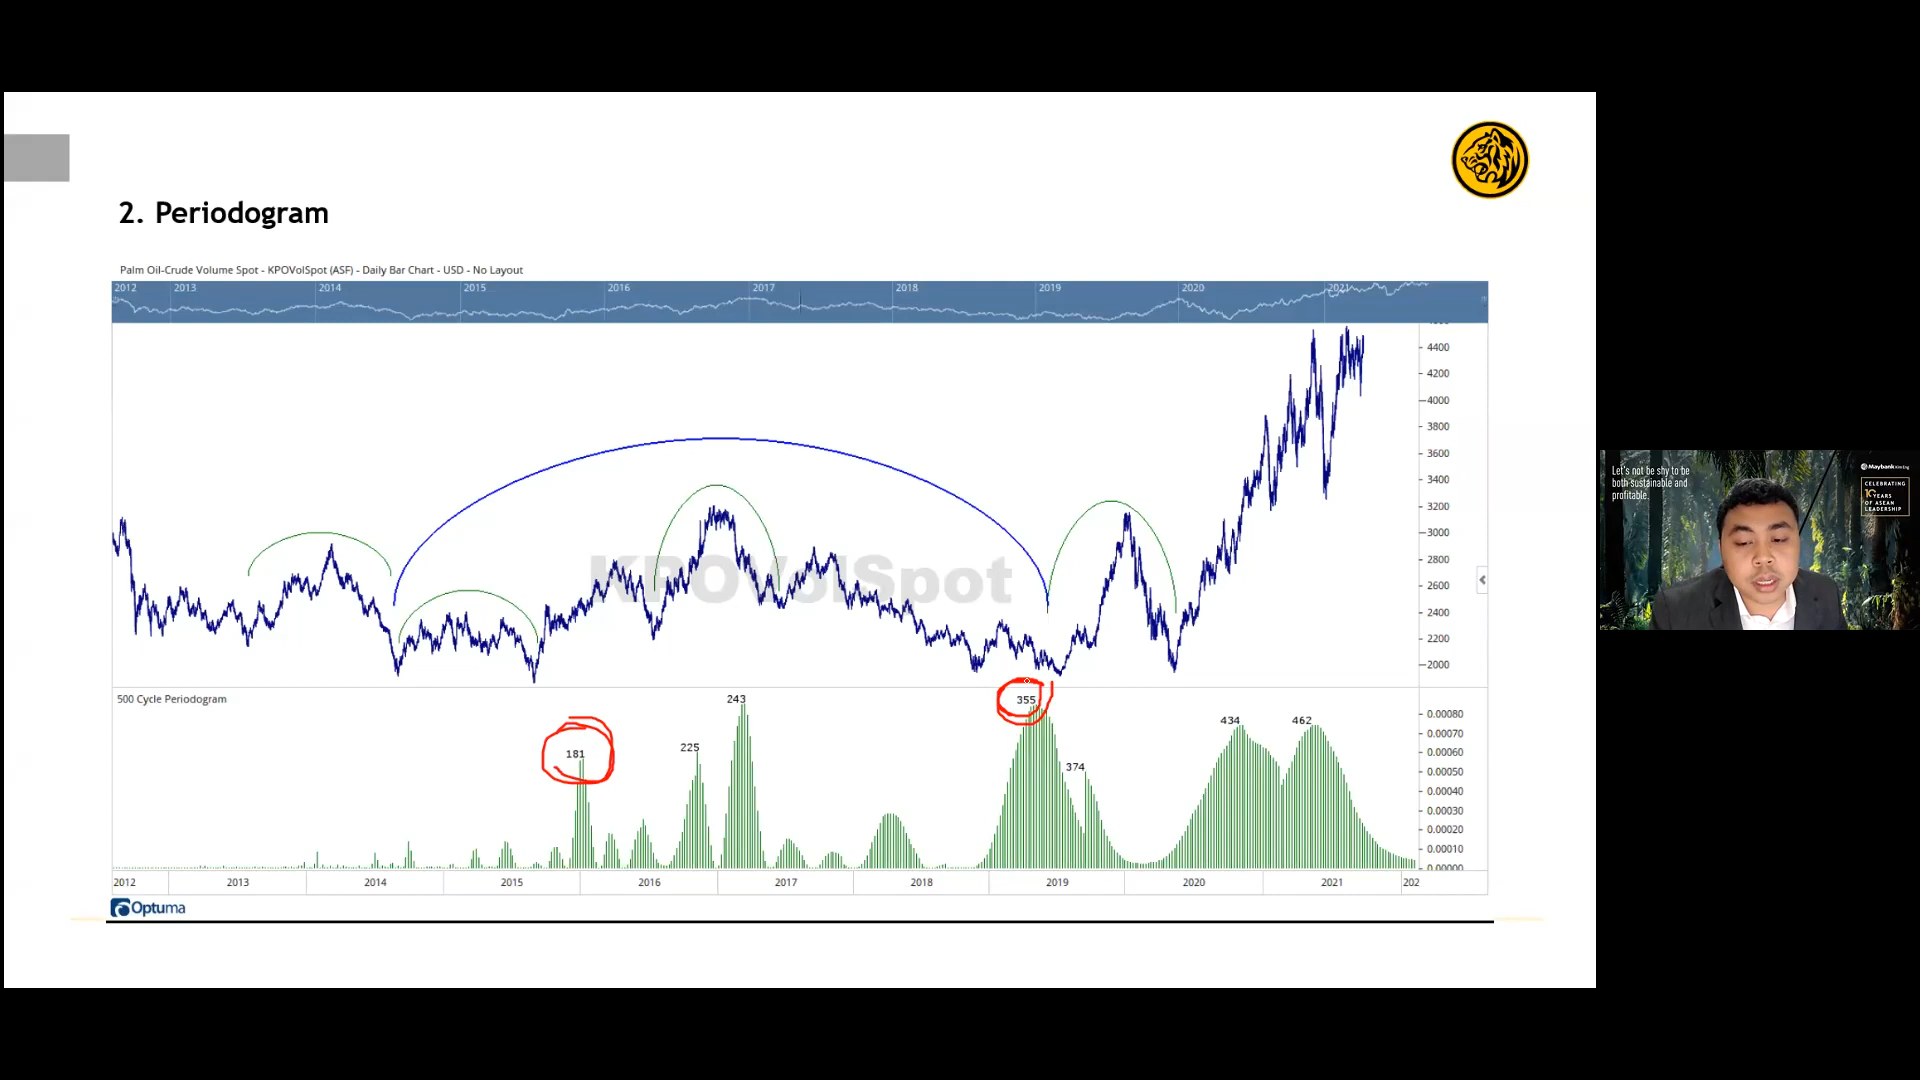 2. Periodogram
Palm Oil-Crude Volume Spot - KPOVolSpot (ASF) - Daily Bar Chart - USD - No Layout
2012 2013 2014 2015 2016 2017 2018 2019 2020 2021
4400
4200
4000
3800
3600
3400
3200
3000
2800
KPOVolSpot
2600
2400
2200
2000
500 Cycle Periodogram
181
225
243
355
374
434
462
0.00080
0.00070
0.00060
0.00050
0.00040
0.00030
0.00020
0.00010
0.00000
2012 2013 2014 2015 2016 2017 2018 2019 2020 2021 202
Optuma
Let's not be shy to be
both sustainable and
profitable.
Maybank
CELEBRATING
10 YEARS
OF ASEAN
LEADERSHIP